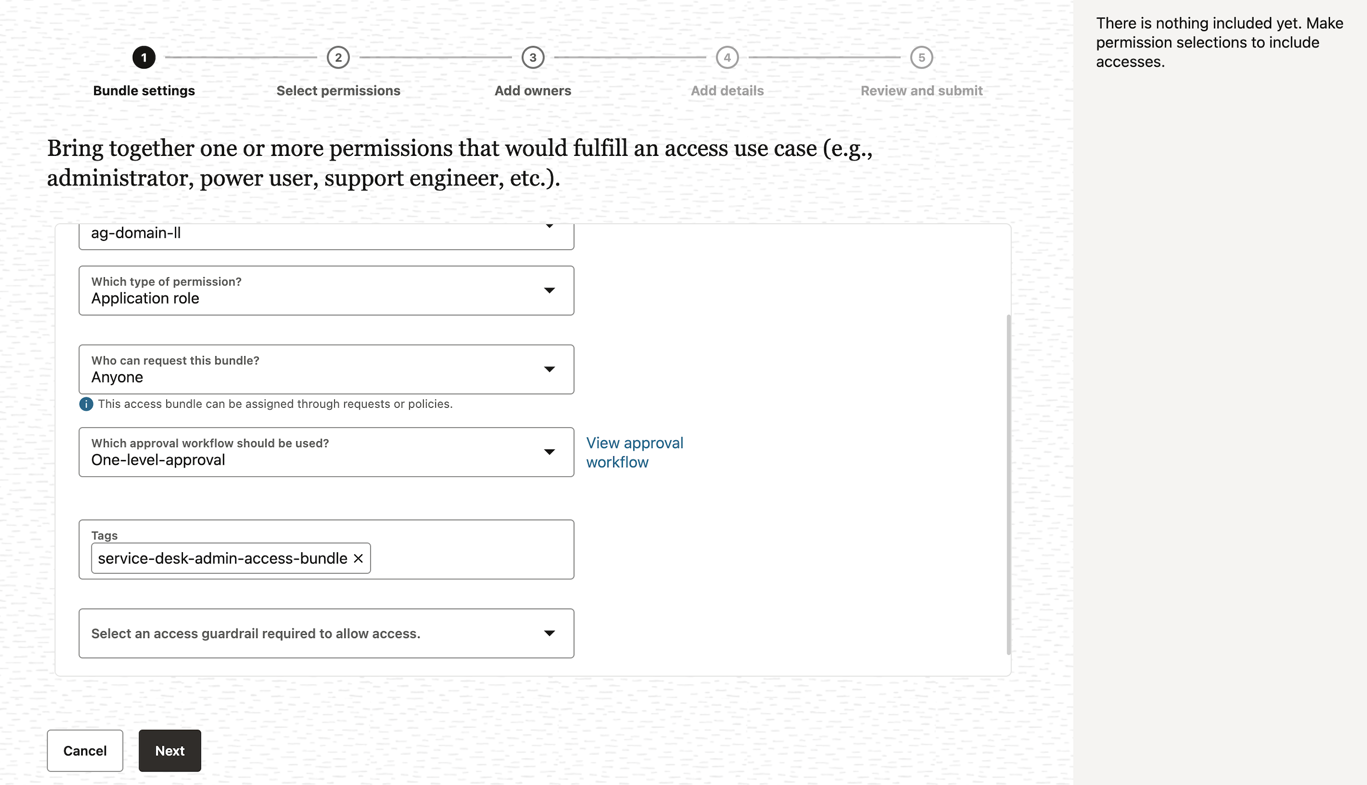 1
2
3
4
5
Bundle settings
Select permissions
Add owners
Add details
Review and submit
Bring together one or more permissions that would fulfill an access use case (e.g.,
administrator, power user, support engineer, etc.).
ag-domain-ll
Which type of permission?
Application role
Who can request this bundle?
Anyone
i This access bundle can be assigned through requests or policies.
Which approval workflow should be used?
One-level-approval
View approval
workflow
Tags
service-desk-admin-access-bundle ×
Select an access guardrail required to allow access.
Cancel
Next
There is nothing included yet. Make
permission selections to include
accesses.